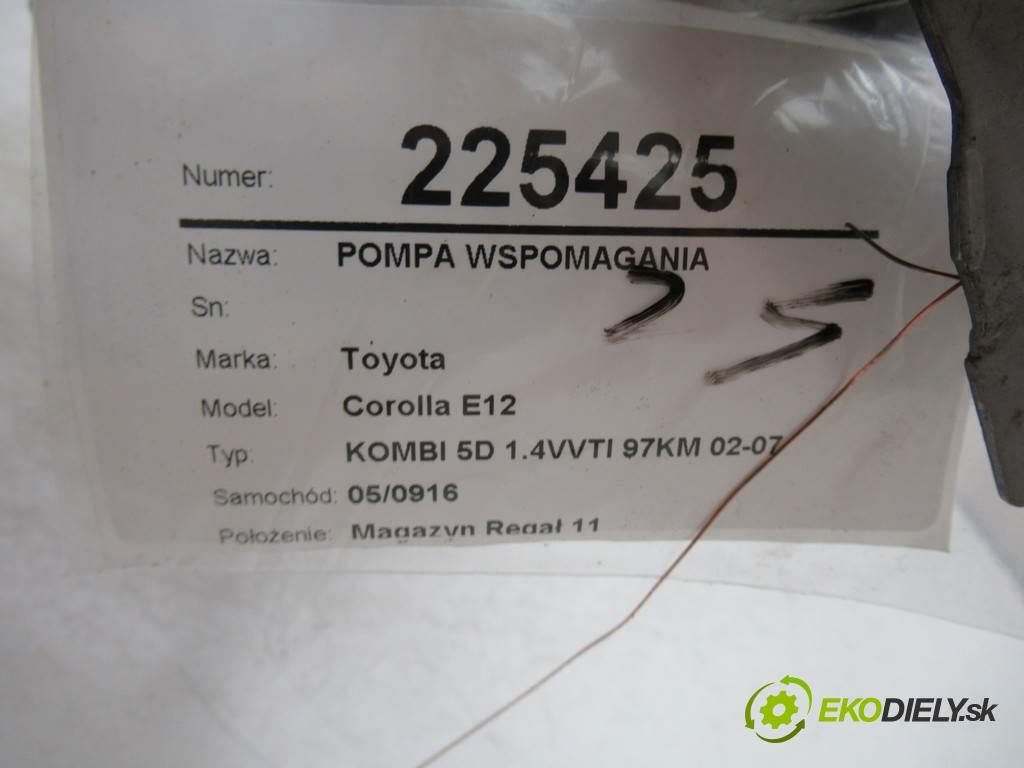 Numer: 225425
Nazwa: POMPA WSPOMAGANIA
Sn:
Marka: Toyota
Model: Corolla E12
Typ: KOMBI 5D 1.4VVTI 97KM 02-07
Samochód: 05/0916
Położenie: Magazyn Regał 11
EKODIELY.sk